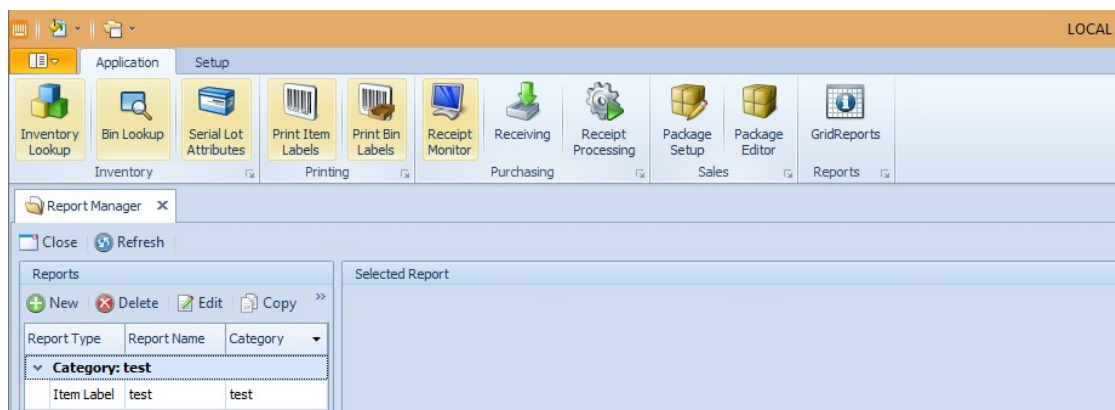 LOCAL
Application Setup
Inventory Lookup Bin Lookup Serial Lot Attributes Print Item Labels Print Bin Labels Receipt Monitor Receiving Receipt Processing Package Setup Package Editor GridReports
Inventory Printing Purchasing Sales Reports
Report Manager
Close Refresh
Reports Selected Report
New Delete Edit Copy
Report Type Report Name Category
Category: test
Item Label test test